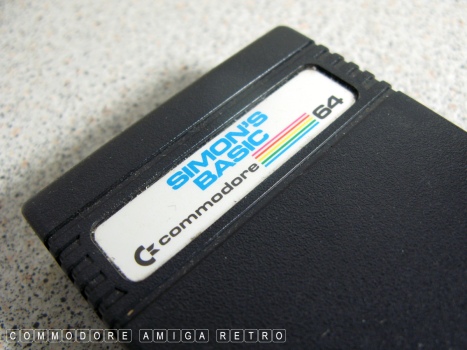 SIMON'S
BASIC
commodore 64
COMMODORE AMIGA RETRO